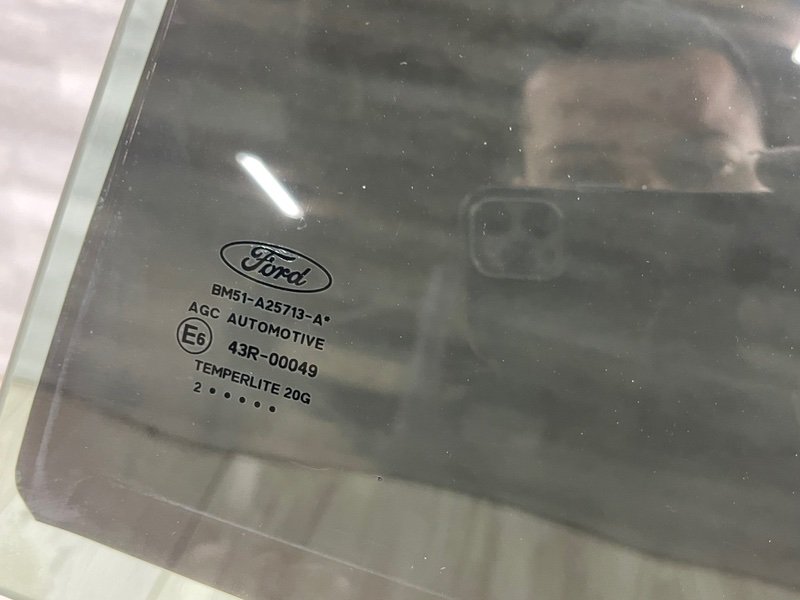 Ford
BM51-A25713-A•
AGC AUTOMOTIVE
E6 43R-00049
TEMPERLITE 20G
2 • • • • •